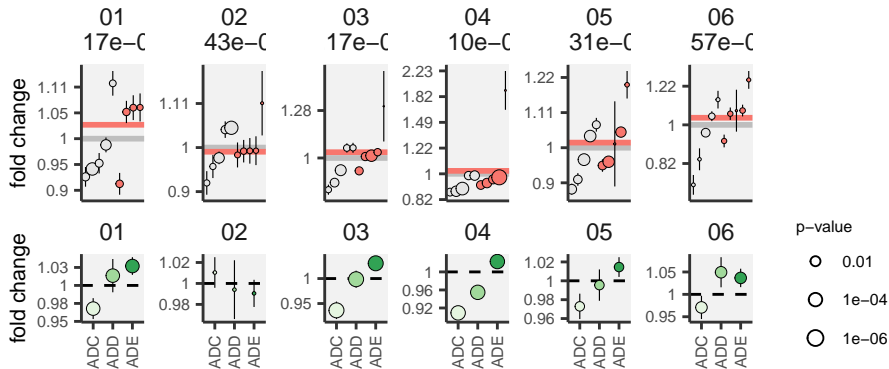 01 02 03 04 05 06
17e−0 43e−0 17e−0 10e−0 31e−0 57e−0
fold change
1.11 1.05 1 0.95 0.9
1.11 1 0.9
1.28 1
2.23 1.82 1.49 1.22 1 0.82
1.22 1.11 1 0.9
1.22 1 0.82
01 02 03 04 05 06
fold change
1.03 1 0.98 0.95
1.02 1 0.98
1 0.95
1 0.98 0.95 0.92 0.9
1.02 1 0.98 0.96
1.05 1 0.95
ADC ADD ADE
ADC ADD ADE
ADC ADD ADE
ADC ADD ADE
ADC ADD ADE
ADC ADD ADE
p−value
0.01
1e−04
1e−06